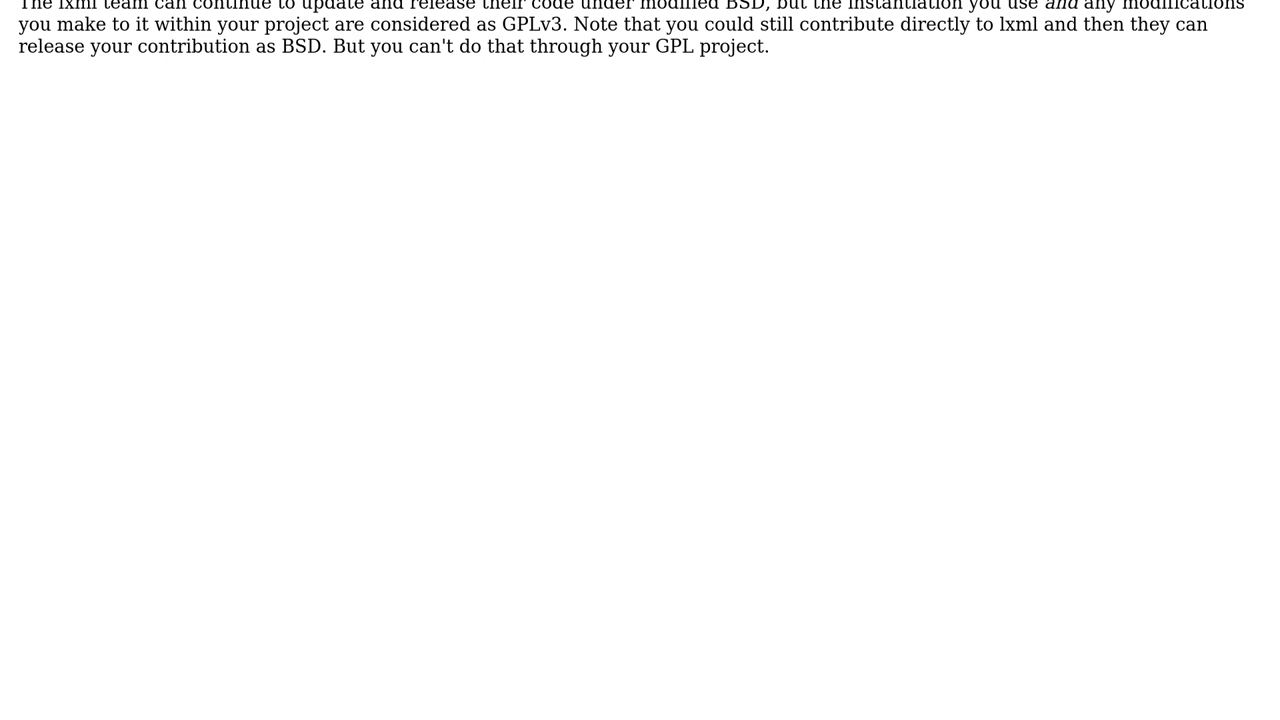 The lxml team can continue to update and release their code under modified BSD, but the instantiation you use and any modifications
you make to it within your project are considered as GPLv3. Note that you could still contribute directly to lxml and then they can
release your contribution as BSD. But you can't do that through your GPL project.